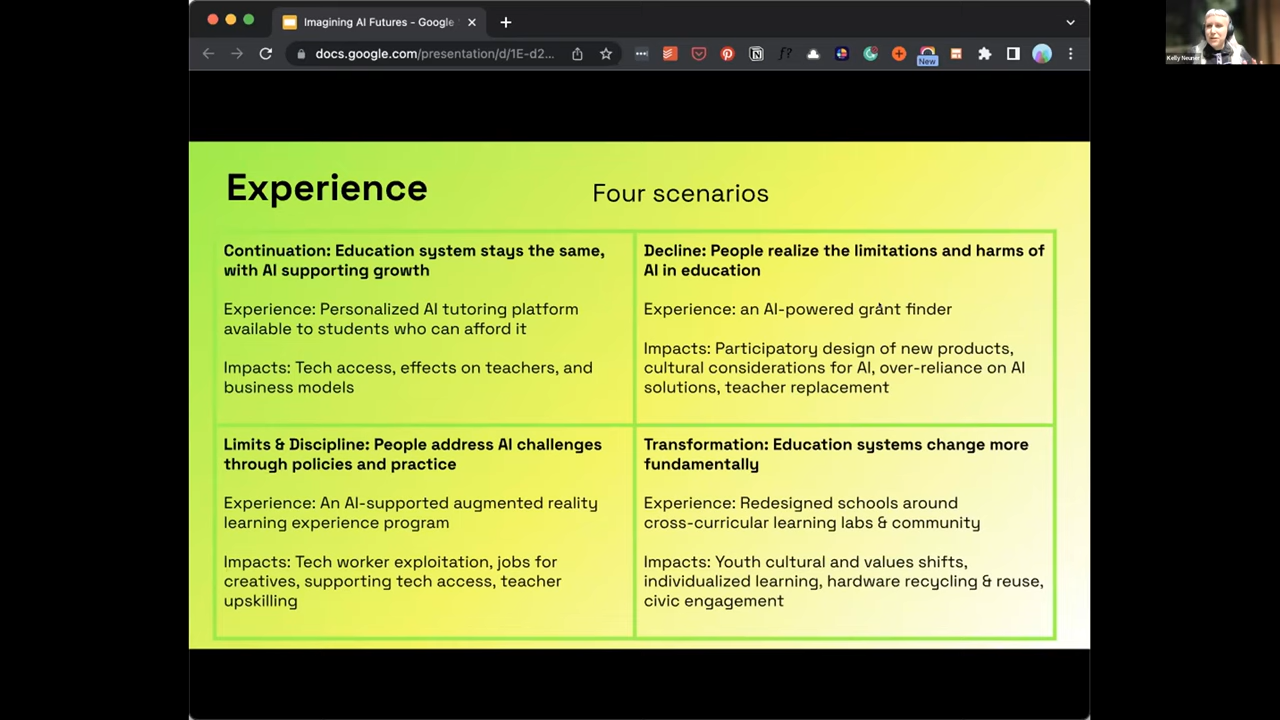 Imagining AI Futures - Google
docs.google.com/presentation/d/1E-d2...
New
Kelly
Experience
Four scenarios
Continuation: Education system stays the same,
with AI supporting growth
Experience: Personalized AI tutoring platform
available to students who can afford it
Impacts: Tech access, effects on teachers, and
business models
Decline: People realize the limitations and harms of
AI in education
Experience: an AI-powered grant finder
Impacts: Participatory design of new products,
cultural considerations for AI, over-reliance on AI
solutions, teacher replacement
Limits & Discipline: People address AI challenges
through policies and practice
Experience: An AI-supported augmented reality
learning experience program
Impacts: Tech worker exploitation, jobs for
creatives, supporting tech access, teacher
upskilling
Transformation: Education systems change more
fundamentally
Experience: Redesigned schools around
cross-curricular learning labs & community
Impacts: Youth cultural and values shifts,
individualized learning, hardware recycling & reuse,
civic engagement